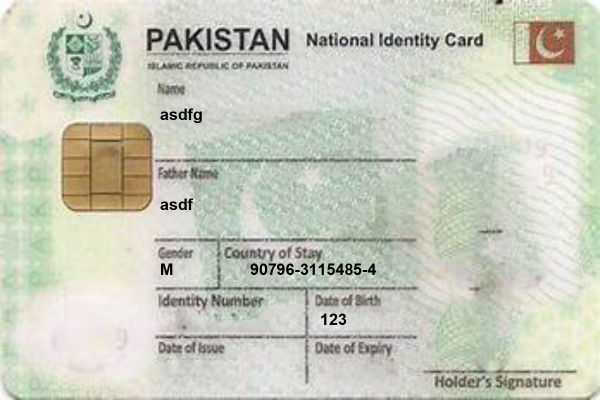 PAKISTAN National Identity Card
ISLAMIC REPUBLIC OF PAKISTAN
Name
asdfg
Father Name
asdf
Gender Country of Stay
M 90796-3115485-4
Identity Number Date of Birth
123
Date of Issue Date of Expiry
Holder's Signature